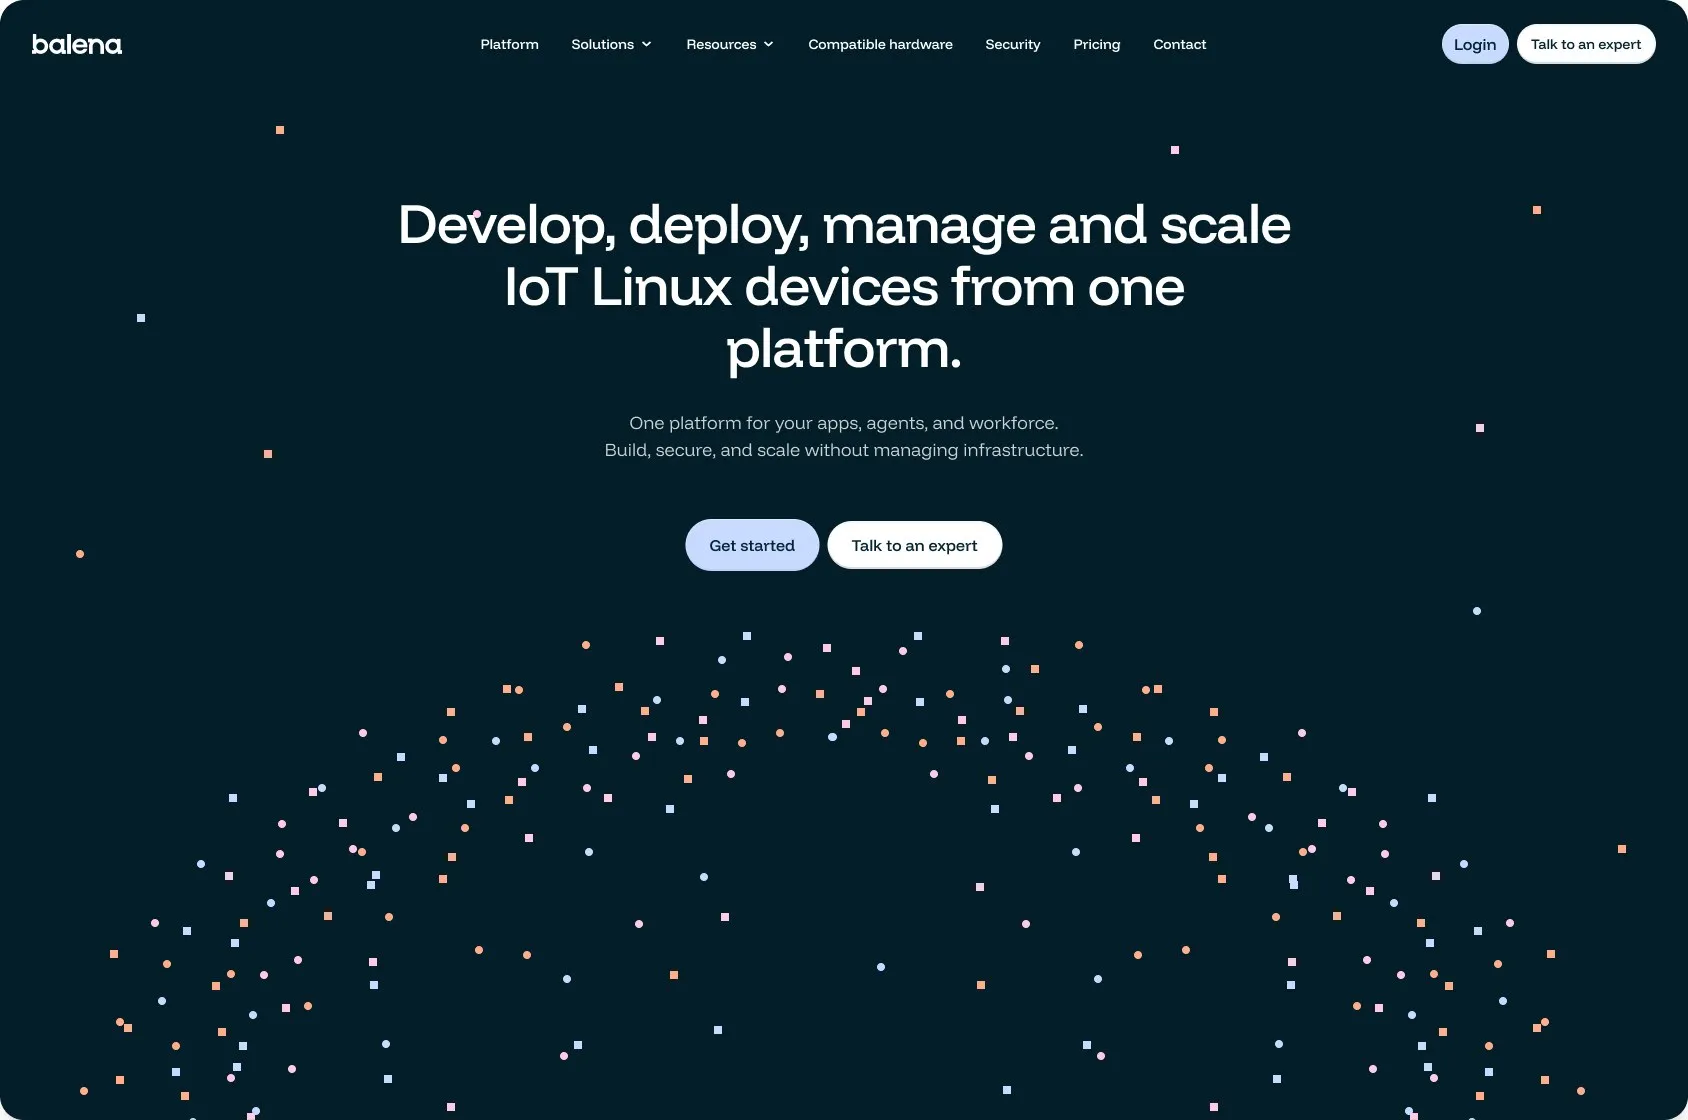 balena
Platform
Solutions
Resources
Compatible hardware
Security
Pricing
Contact
Login
Talk to an expert
Develop, deploy, manage and scale
IoT Linux devices from one
platform.
One platform for your apps, agents, and workforce.
Build, secure, and scale without managing infrastructure.
Get started
Talk to an expert